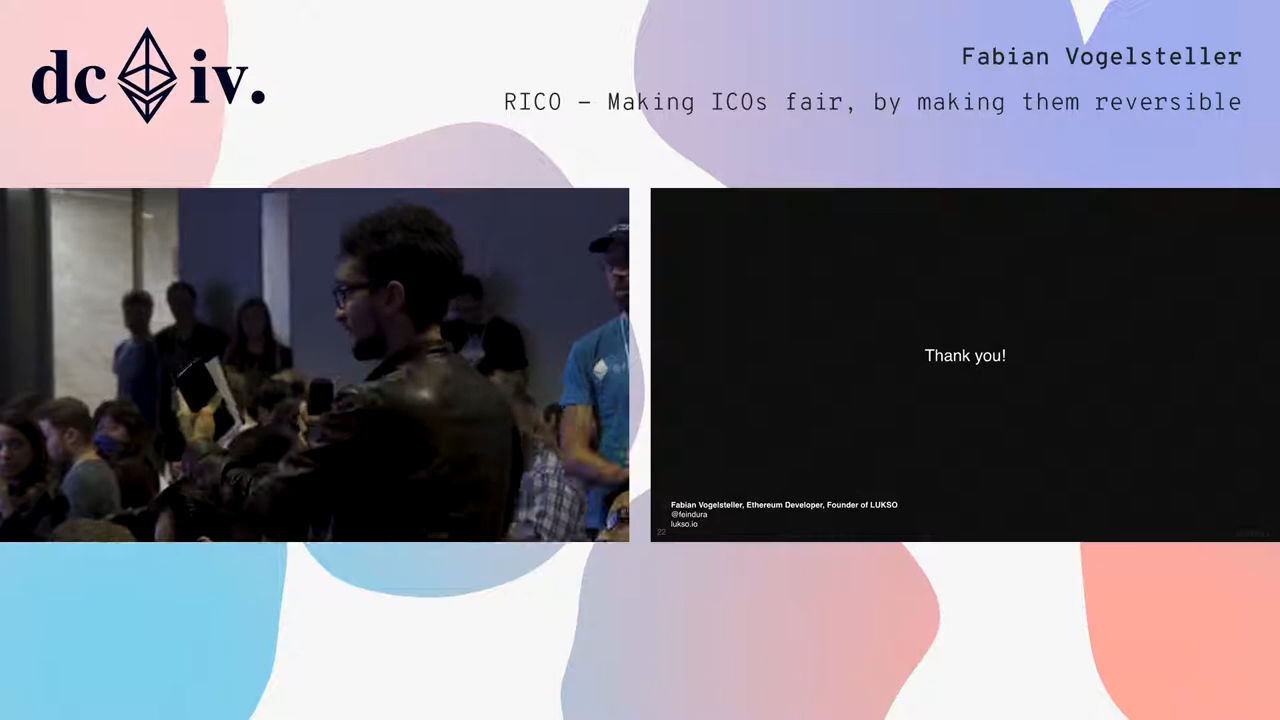 dc iv.
Fabian Vogelsteller
RICO – Making ICOs fair, by making them reversible
Thank you!
Fabian Vogelsteller, Ethereum Developer, Founder of LUKSO
@feindura
lukso.io
22